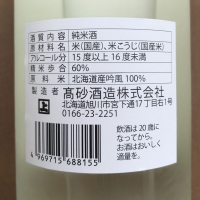 酒質内容 純米酒
原材料名 米(国産)、米こうじ(国産米)
アルコール分 15度以上16度未満
精米歩合 60%
原料米 北海道産吟風 100%
製造者 髙砂酒造株式会社
北海道旭川市宮下通17丁目右1号
0166-23-2251
4 969715 688155
飲酒は20歳に
なってから。
お酒はおいしく
適量を。